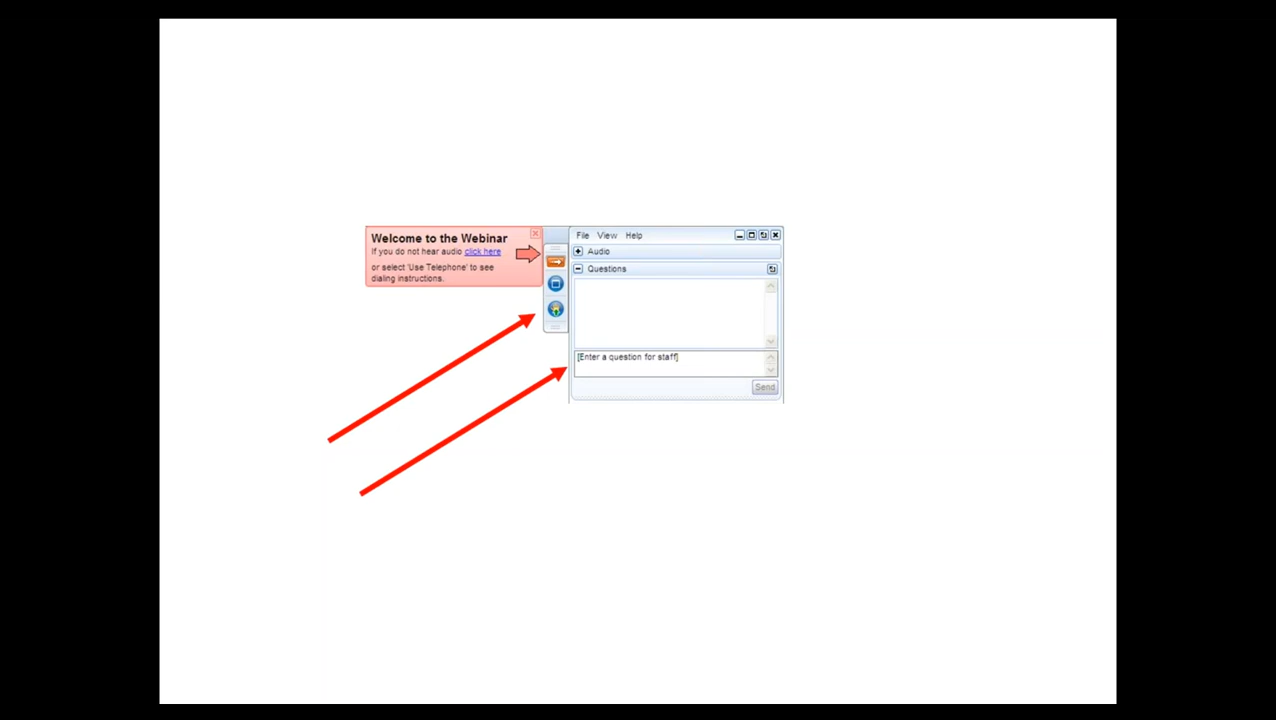 Welcome to the Webinar
If you do not hear audio click here
or select 'Use Telephone' to see
dialing instructions.
File View Help
Audio
Questions
[Enter a question for staff]
Send